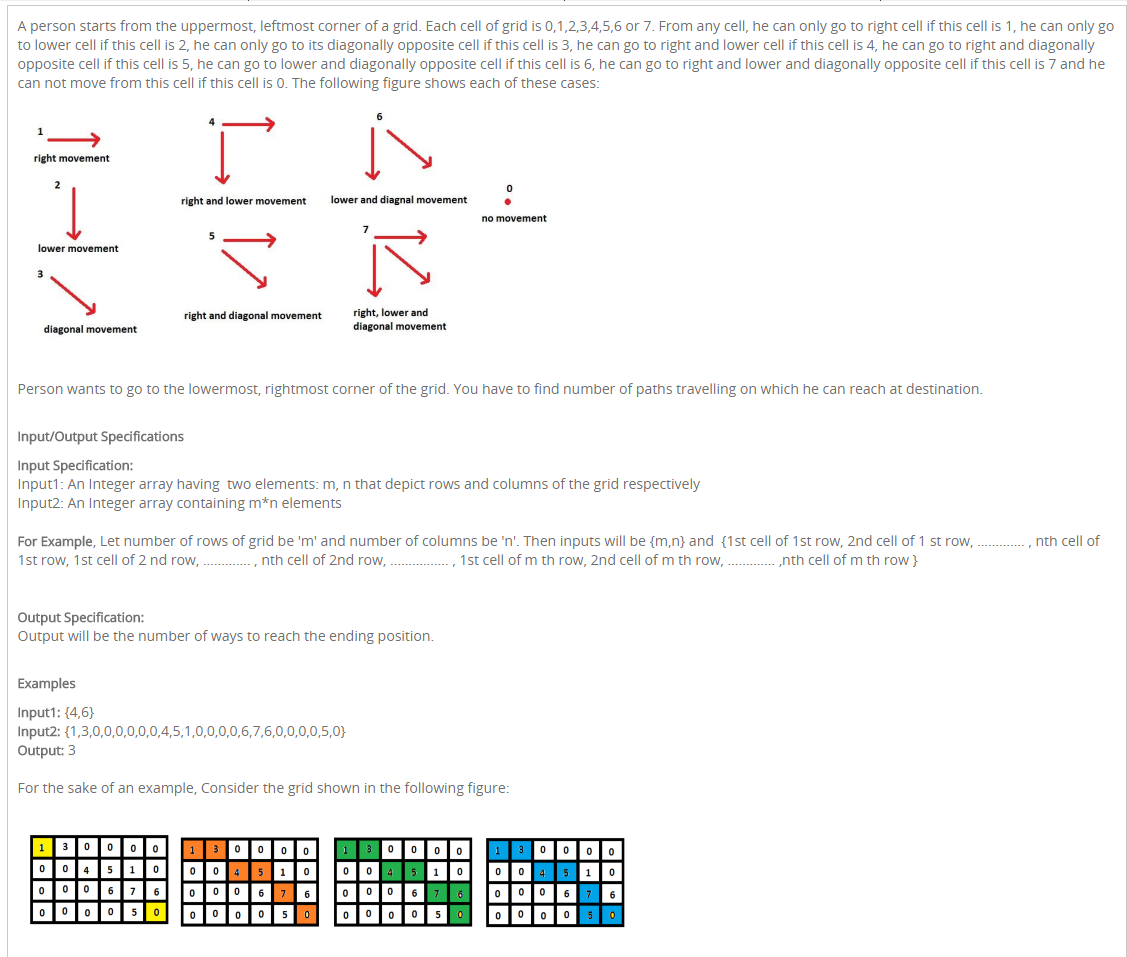 A person starts from the uppermost, leftmost corner of a grid. Each cell of grid is 0,1,2,3,4,5,6 or 7. From any cell, he can only go to right cell if this cell is 1, he can only go
to lower cell if this cell is 2, he can only go to its diagonally opposite cell if this cell is 3, he can go to right and lower cell if this cell is 4, he can go to right and diagonally
opposite cell if this cell is 5, he can go to lower and diagonally opposite cell if this cell is 6, he can go to right and lower and diagonally opposite cell if this cell is 7 and he
can not move from this cell if this cell is 0. The following figure shows each of these cases:
1
right movement
2
lower movement
3
diagonal movement
4
right and lower movement
5
right and diagonal movement
6
lower and diagnal movement
7
right, lower and
diagonal movement
0
no movement
Person wants to go to the lowermost, rightmost corner of the grid. You have to find number of paths travelling on which he can reach at destination.
Input/Output Specifications
Input Specification:
Input1: An Integer array having two elements: m, n that depict rows and columns of the grid respectively
Input2: An Integer array containing m*n elements
For Example, Let number of rows of grid be 'm' and number of columns be 'n'. Then inputs will be {m,n} and {1st cell of 1st row, 2nd cell of 1 st row, ............. , nth cell of
1st row, 1st cell of 2 nd row, ............. , nth cell of 2nd row, ................ , 1st cell of m th row, 2nd cell of m th row, ............. ,nth cell of m th row }
Output Specification:
Output will be the number of ways to reach the ending position.
Examples
Input1: {4,6}
Input2: {1,3,0,0,0,0,0,0,4,5,1,0,0,0,0,6,7,6,0,0,0,0,5,0}
Output: 3
For the sake of an example, Consider the grid shown in the following figure:
1 3 0 0 0 0
0 0 4 5 1 0
0 0 0 6 7 6
0 0 0 0 5 0
1 3 0 0 0 0
0 0 4 5 1 0
0 0 0 6 7 6
0 0 0 0 5 0
1 3 0 0 0 0
0 0 4 5 1 0
0 0 0 6 7 6
0 0 0 0 5 0
1 3 0 0 0 0
0 0 4 5 1 0
0 0 0 6 7 6
0 0 0 0 5 0